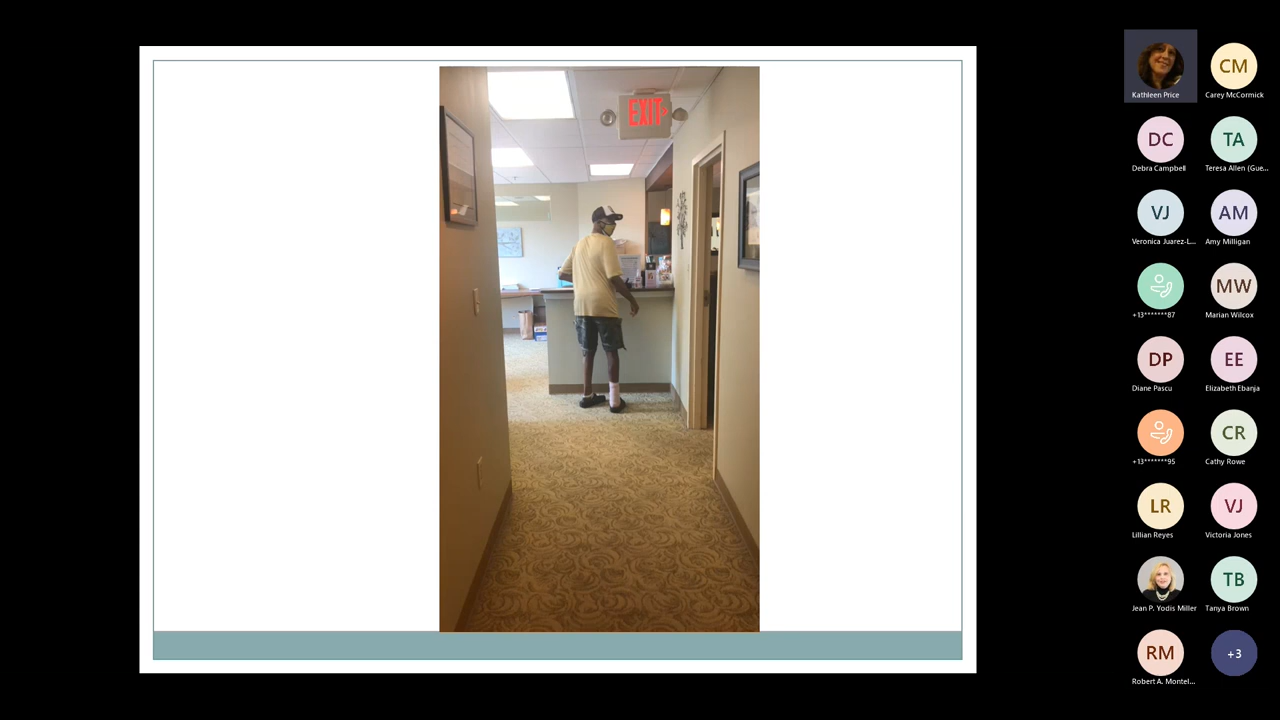 EXIT
Kathleen Price
CM
Carey McCormick
DC
Debra Campbell
TA
Teresa Allen (Gue...
VJ
Veronica Juarez-L...
AM
Amy Milligan
+13*******87
MW
Marian Wilcox
DP
Diane Pascu
EE
Elizabeth Ebanja
+13*******95
CR
Cathy Rowe
LR
Lillian Reyes
VJ
Victoria Jones
Jean P. Yodis Miller
TB
Tanya Brown
RM
Robert A. Montel...
+3